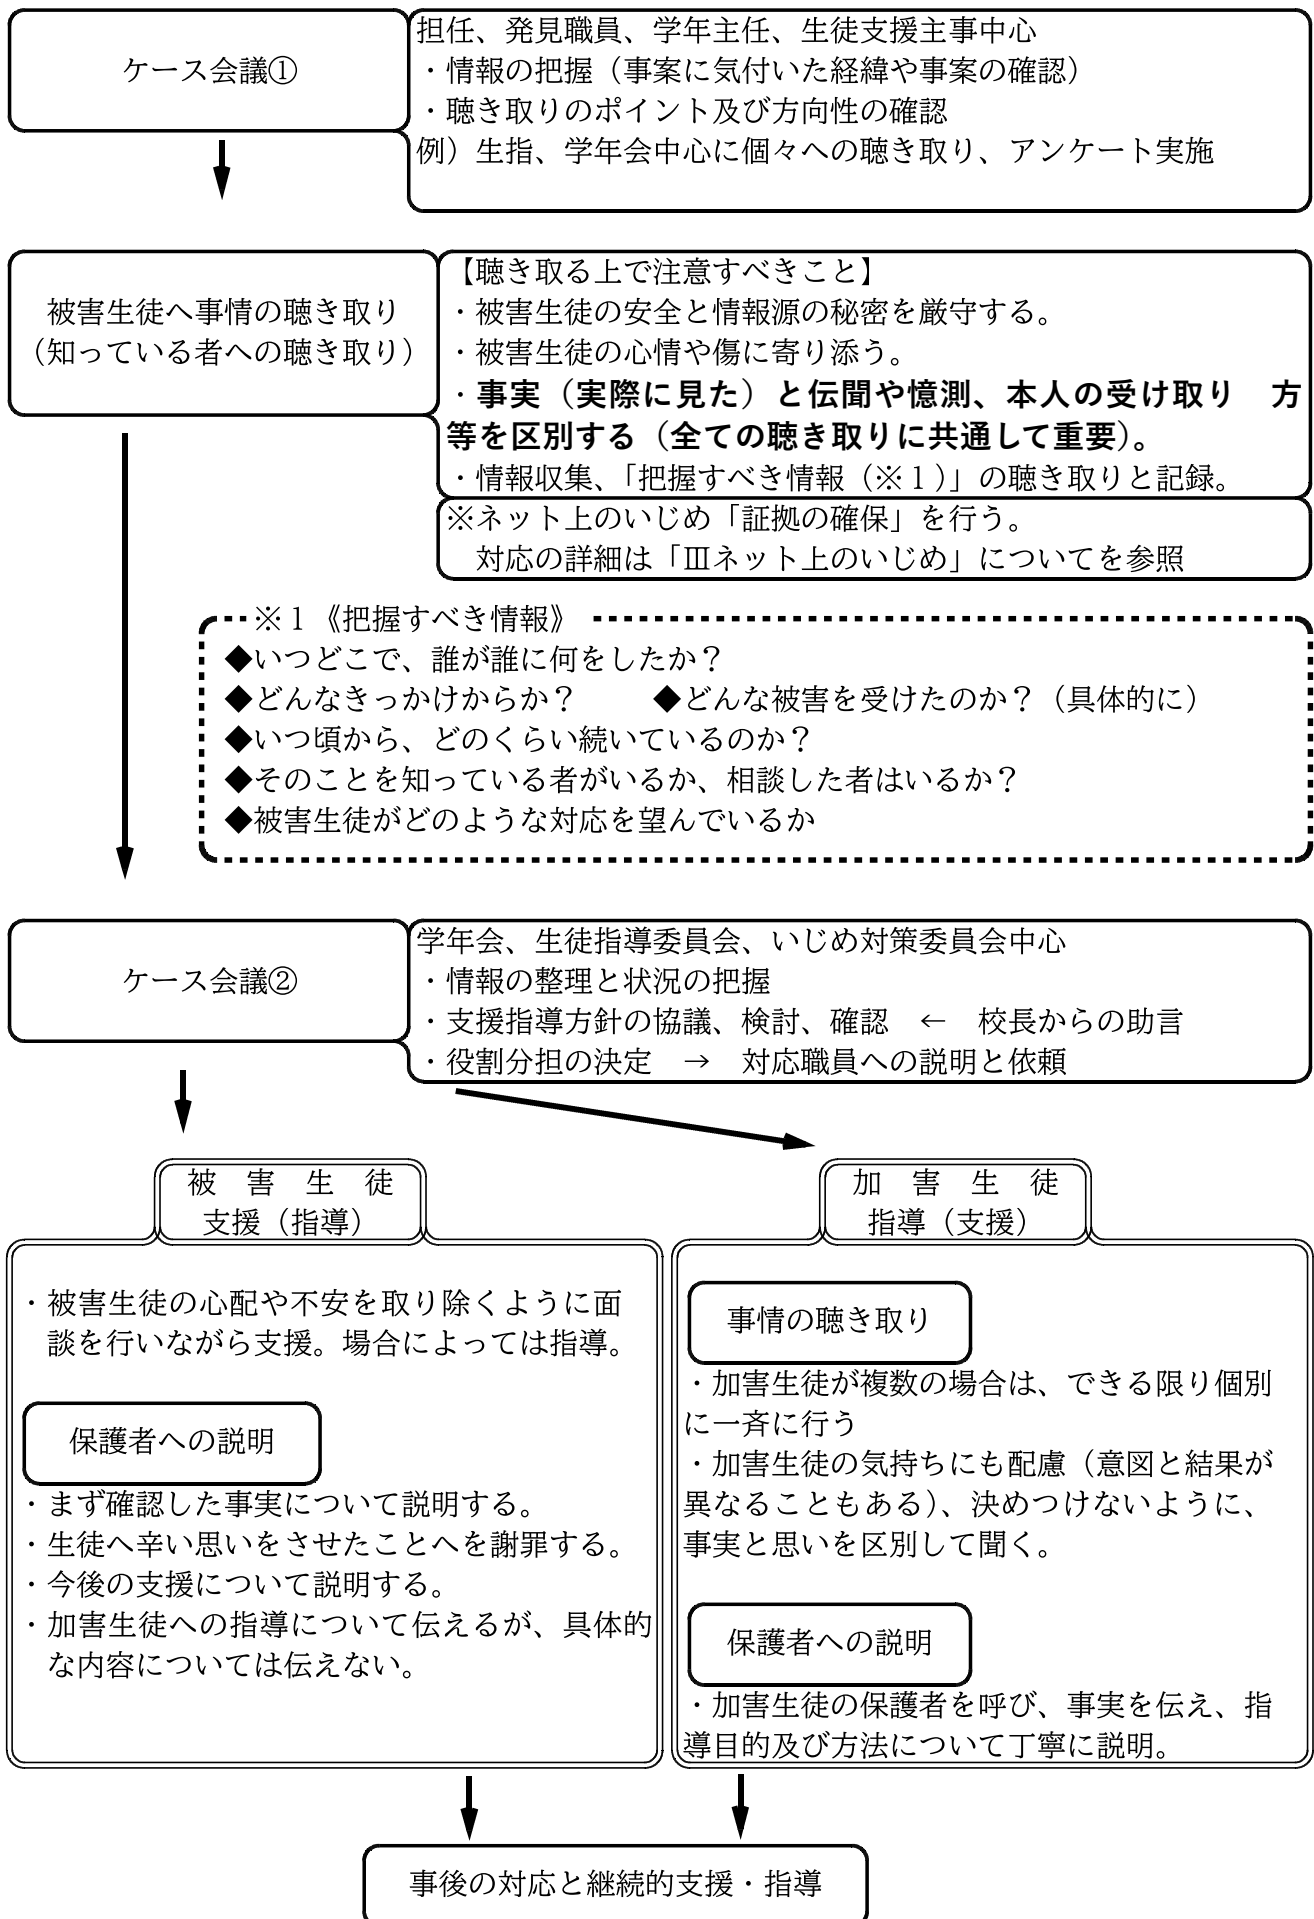 ケース会議①
担任、発見職員、学年主任、生徒支援主事中心
・情報の把握（事案に気付いた経緯や事案の確認）
・聴き取りのポイント及び方向性の確認
例）生指、学年会中心に個々への聴き取り、アンケート実施
被害生徒へ事情の聴き取り
（知っている者への聴き取り）
【聴き取る上で注意すべきこと】
・被害生徒の安全と情報源の秘密を厳守する。
・被害生徒の心情や傷に寄り添う。
・事実（実際に見た）と伝聞や憶測、本人の受け取り　方
等を区別する（全ての聴き取りに共通して重要）。
・情報収集、「把握すべき情報（※１）」の聴き取りと記録。
※ネット上のいじめ「証拠の確保」を行う。
対応の詳細は「Ⅲネット上のいじめ」についてを参照
※１《把握すべき情報》
◆いつどこで、誰が誰に何をしたか？
◆どんなきっかけからか？　　◆どんな被害を受けたのか？（具体的に）
◆いつ頃から、どのくらい続いているのか？
◆そのことを知っている者がいるか、相談した者はいるか？
◆被害生徒がどのような対応を望んでいるか
ケース会議②
学年会、生徒指導委員会、いじめ対策委員会中心
・情報の整理と状況の把握
・支援指導方針の協議、検討、確認　←　校長からの助言
・役割分担の決定　→　対応職員への説明と依頼
被　害　生　徒
支援（指導）
・被害生徒の心配や不安を取り除くように面
談を行いながら支援。場合によっては指導。
保護者への説明
・まず確認した事実について説明する。
・生徒へ辛い思いをさせたことへを謝罪する。
・今後の支援について説明する。
・加害生徒への指導について伝えるが、具体的
な内容については伝えない。
加　害　生　徒
指導（支援）
事情の聴き取り
・加害生徒が複数の場合は、できる限り個別
に一斉に行う
・加害生徒の気持ちにも配慮（意図と結果が
異なることもある）、決めつけないように、
事実と思いを区別して聞く。
保護者への説明
・加害生徒の保護者を呼び、事実を伝え、指
導目的及び方法について丁寧に説明。
事後の対応と継続的支援・指導